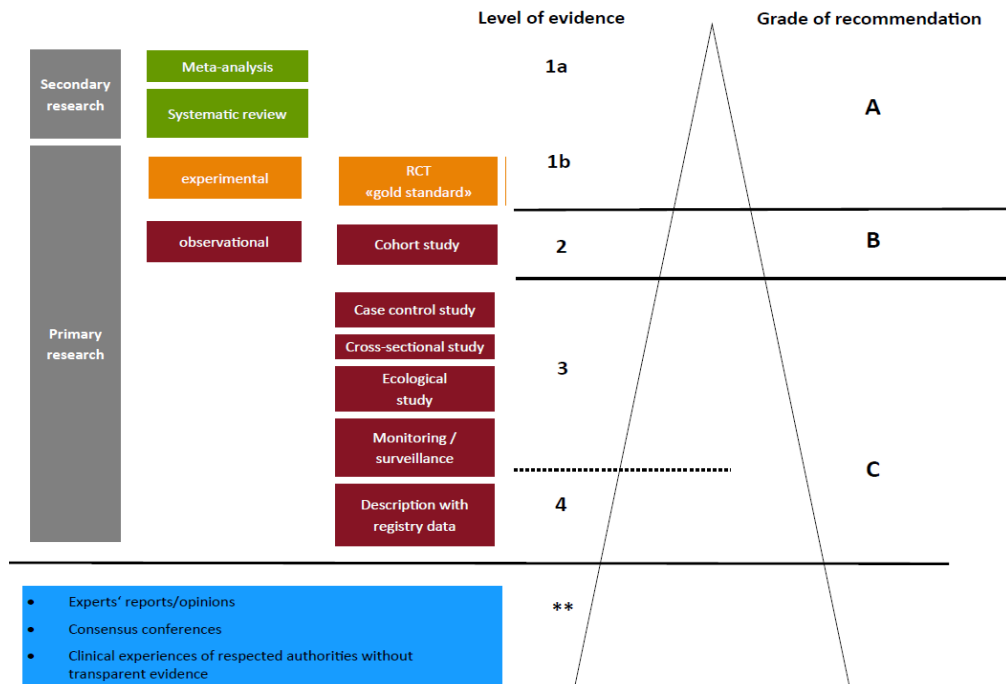 Level of evidence
Grade of recommendation
Secondary
research
Meta-analysis
Systematic review
1a
A
Primary
research
experimental
RCT
«gold standard»
1b
observational
Cohort study
2
B
Case control study
Cross-sectional study
Ecological
study
3
Monitoring /
surveillance
C
Description with
registry data
4
• Experts‘ reports/opinions
• Consensus conferences
• Clinical experiences of respected authorities without
transparent evidence
**